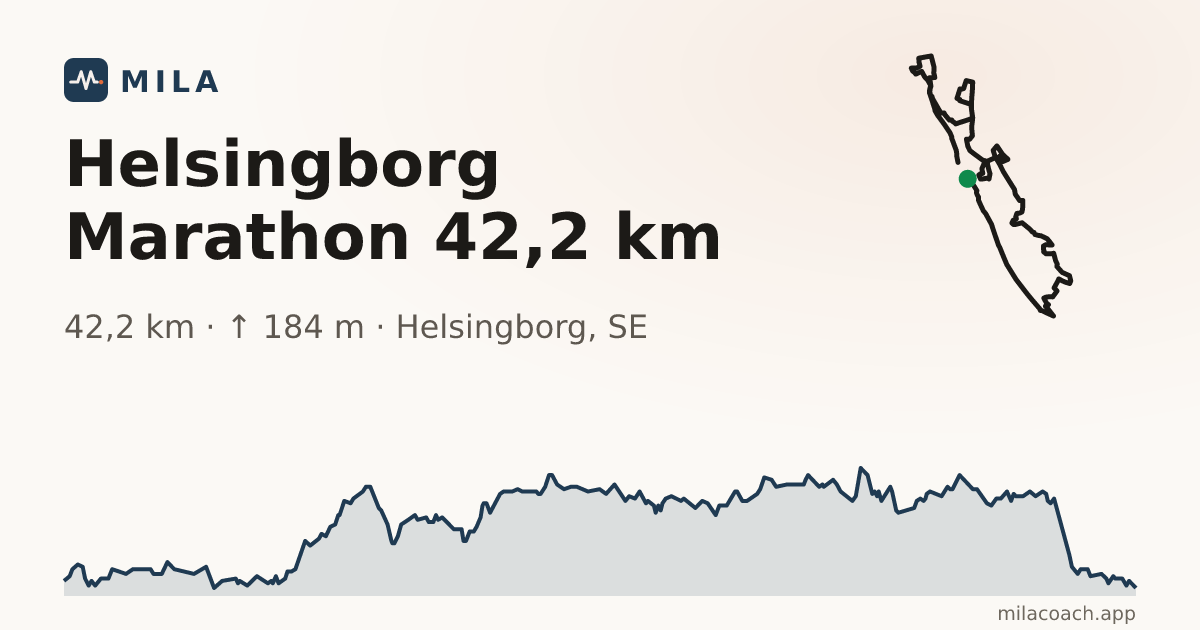 MILA
Helsingborg
Marathon 42,2 km
42,2 km · ↑ 184 m · Helsingborg, SE
milacoach.app